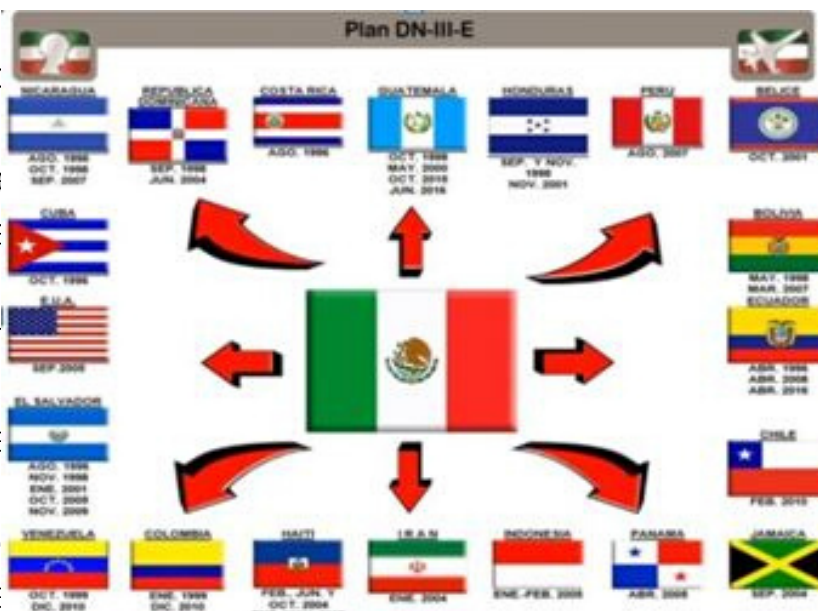 Plan DN-III-E
NICARAGUA
AGO. 1998
OCT. 1998
SEP. 2007
REPUBLICA
DOMINICANA
SEP. 1998
JUN. 2004
COSTA RICA
AGO. 1996
GUATEMALA
OCT. 1998
MAY. 2000
OCT. 2015
JUN. 2016
HONDURAS
SEP. Y NOV.
1998
NOV. 2001
PERU
AGO. 2007
BELICE
OCT. 2001
CUBA
OCT. 1996
BOLIVIA
MAY. 1998
MAR. 2007
E.U.A.
SEP.2005
ECUADOR
ABR. 1996
ABR. 2008
ABR. 2016
EL SALVADOR
AGO. 1996
NOV. 1998
ENE. 2001
OCT. 2005
NOV. 2009
CHILE
FEB. 2010
VENEZUELA
OCT. 1999
DIC. 2010
COLOMBIA
ENE. 1999
DIC. 2010
HAITI
FEB., JUN. Y
OCT. 2004
IRAN
ENE. 2004
INDONESIA
ENE.-FEB. 2005
PANAMA
ABR. 2005
JAMAICA
SEP. 2004